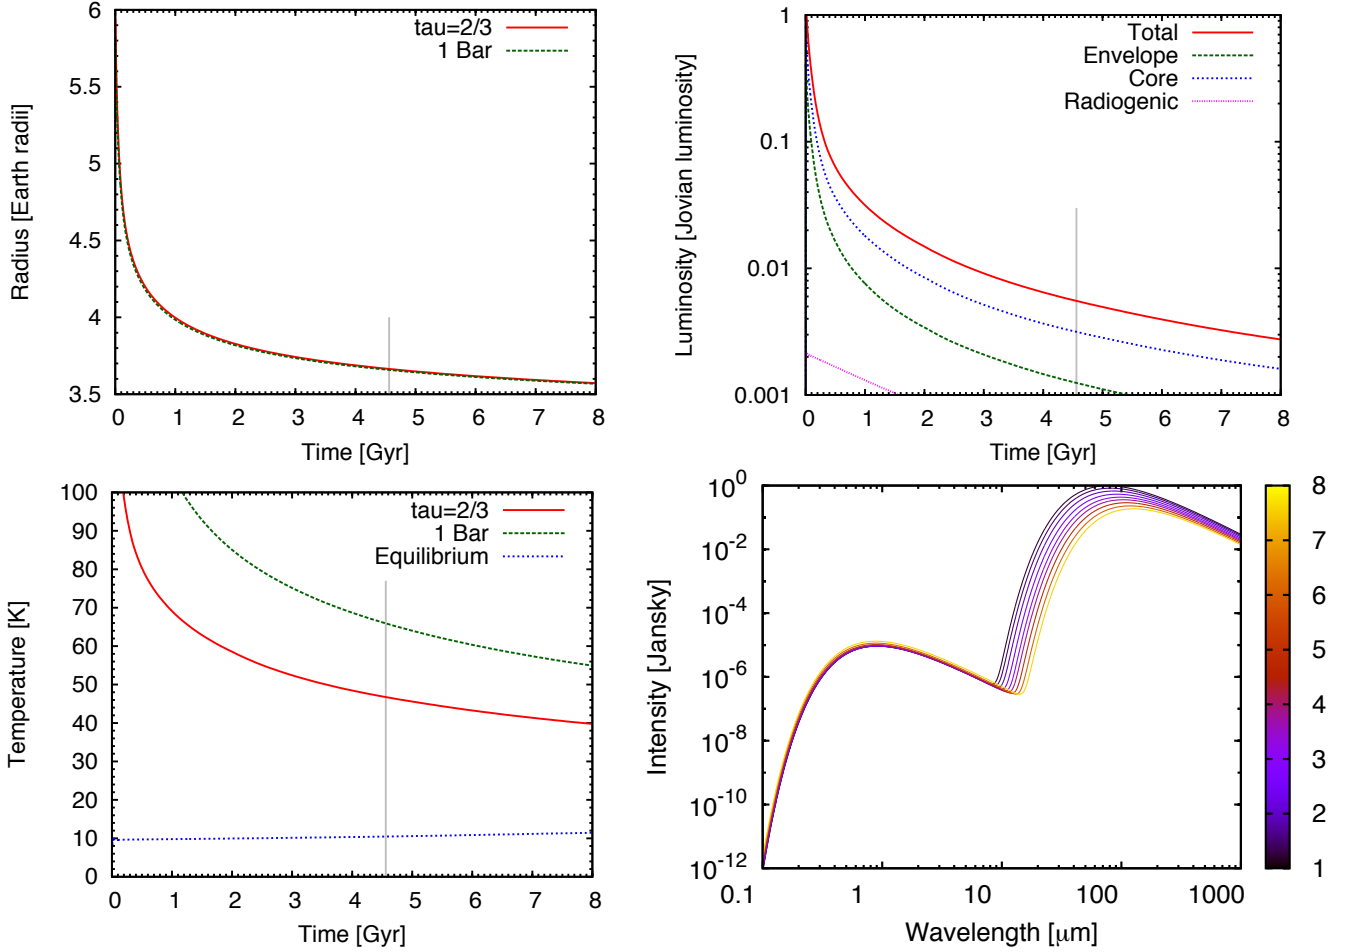 6
5.5
5
4.5
4
3.5
0 1 2 3 4 5 6 7 8
Radius [Earth radii]
Time [Gyr]
tau=2/3
1 Bar
1
0.1
0.01
0.001
0 1 2 3 4 5 6 7 8
Luminosity [Jovian luminosity]
Time [Gyr]
Total
Envelope
Core
Radiogenic
100
90
80
70
60
50
40
30
20
10
0
0 1 2 3 4 5 6 7 8
Temperature [K]
Time [Gyr]
tau=2/3
1 Bar
Equilibrium
10^0
10^-2
10^-4
10^-6
10^-8
10^-10
10^-12
0.1 1 10 100 1000
Intensity [Jansky]
Wavelength [μm]
8
7
6
5
4
3
2
1